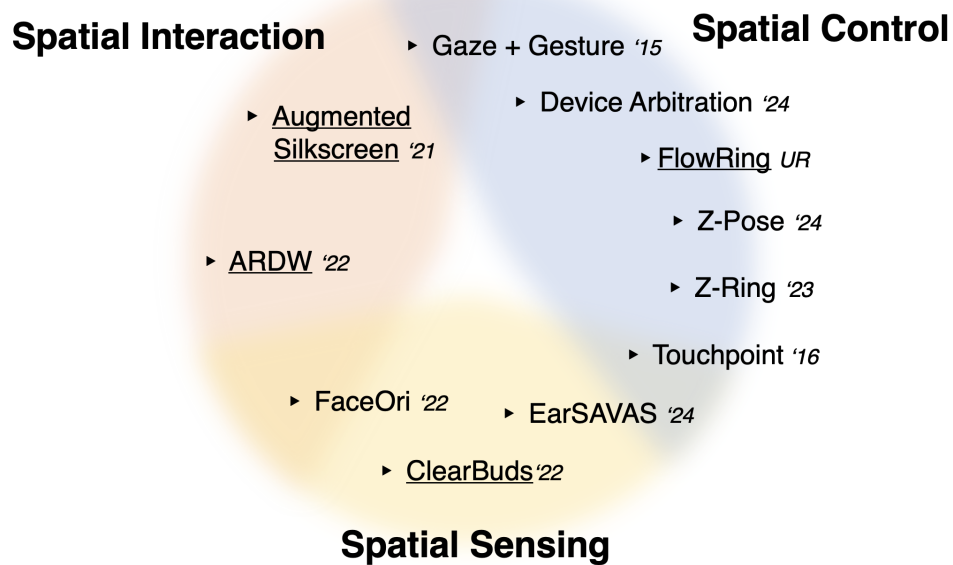 Spatial Interaction
Spatial Control
▸ Gaze + Gesture ‘15
▸ Device Arbitration ‘24
▸ Augmented
Silkscreen ‘21
▸ FlowRing UR
▸ Z-Pose ‘24
▸ ARDW ‘22
▸ Z-Ring ‘23
▸ Touchpoint ‘16
▸ FaceOri ‘22
▸ EarSAVAS ‘24
▸ ClearBuds ‘22
Spatial Sensing